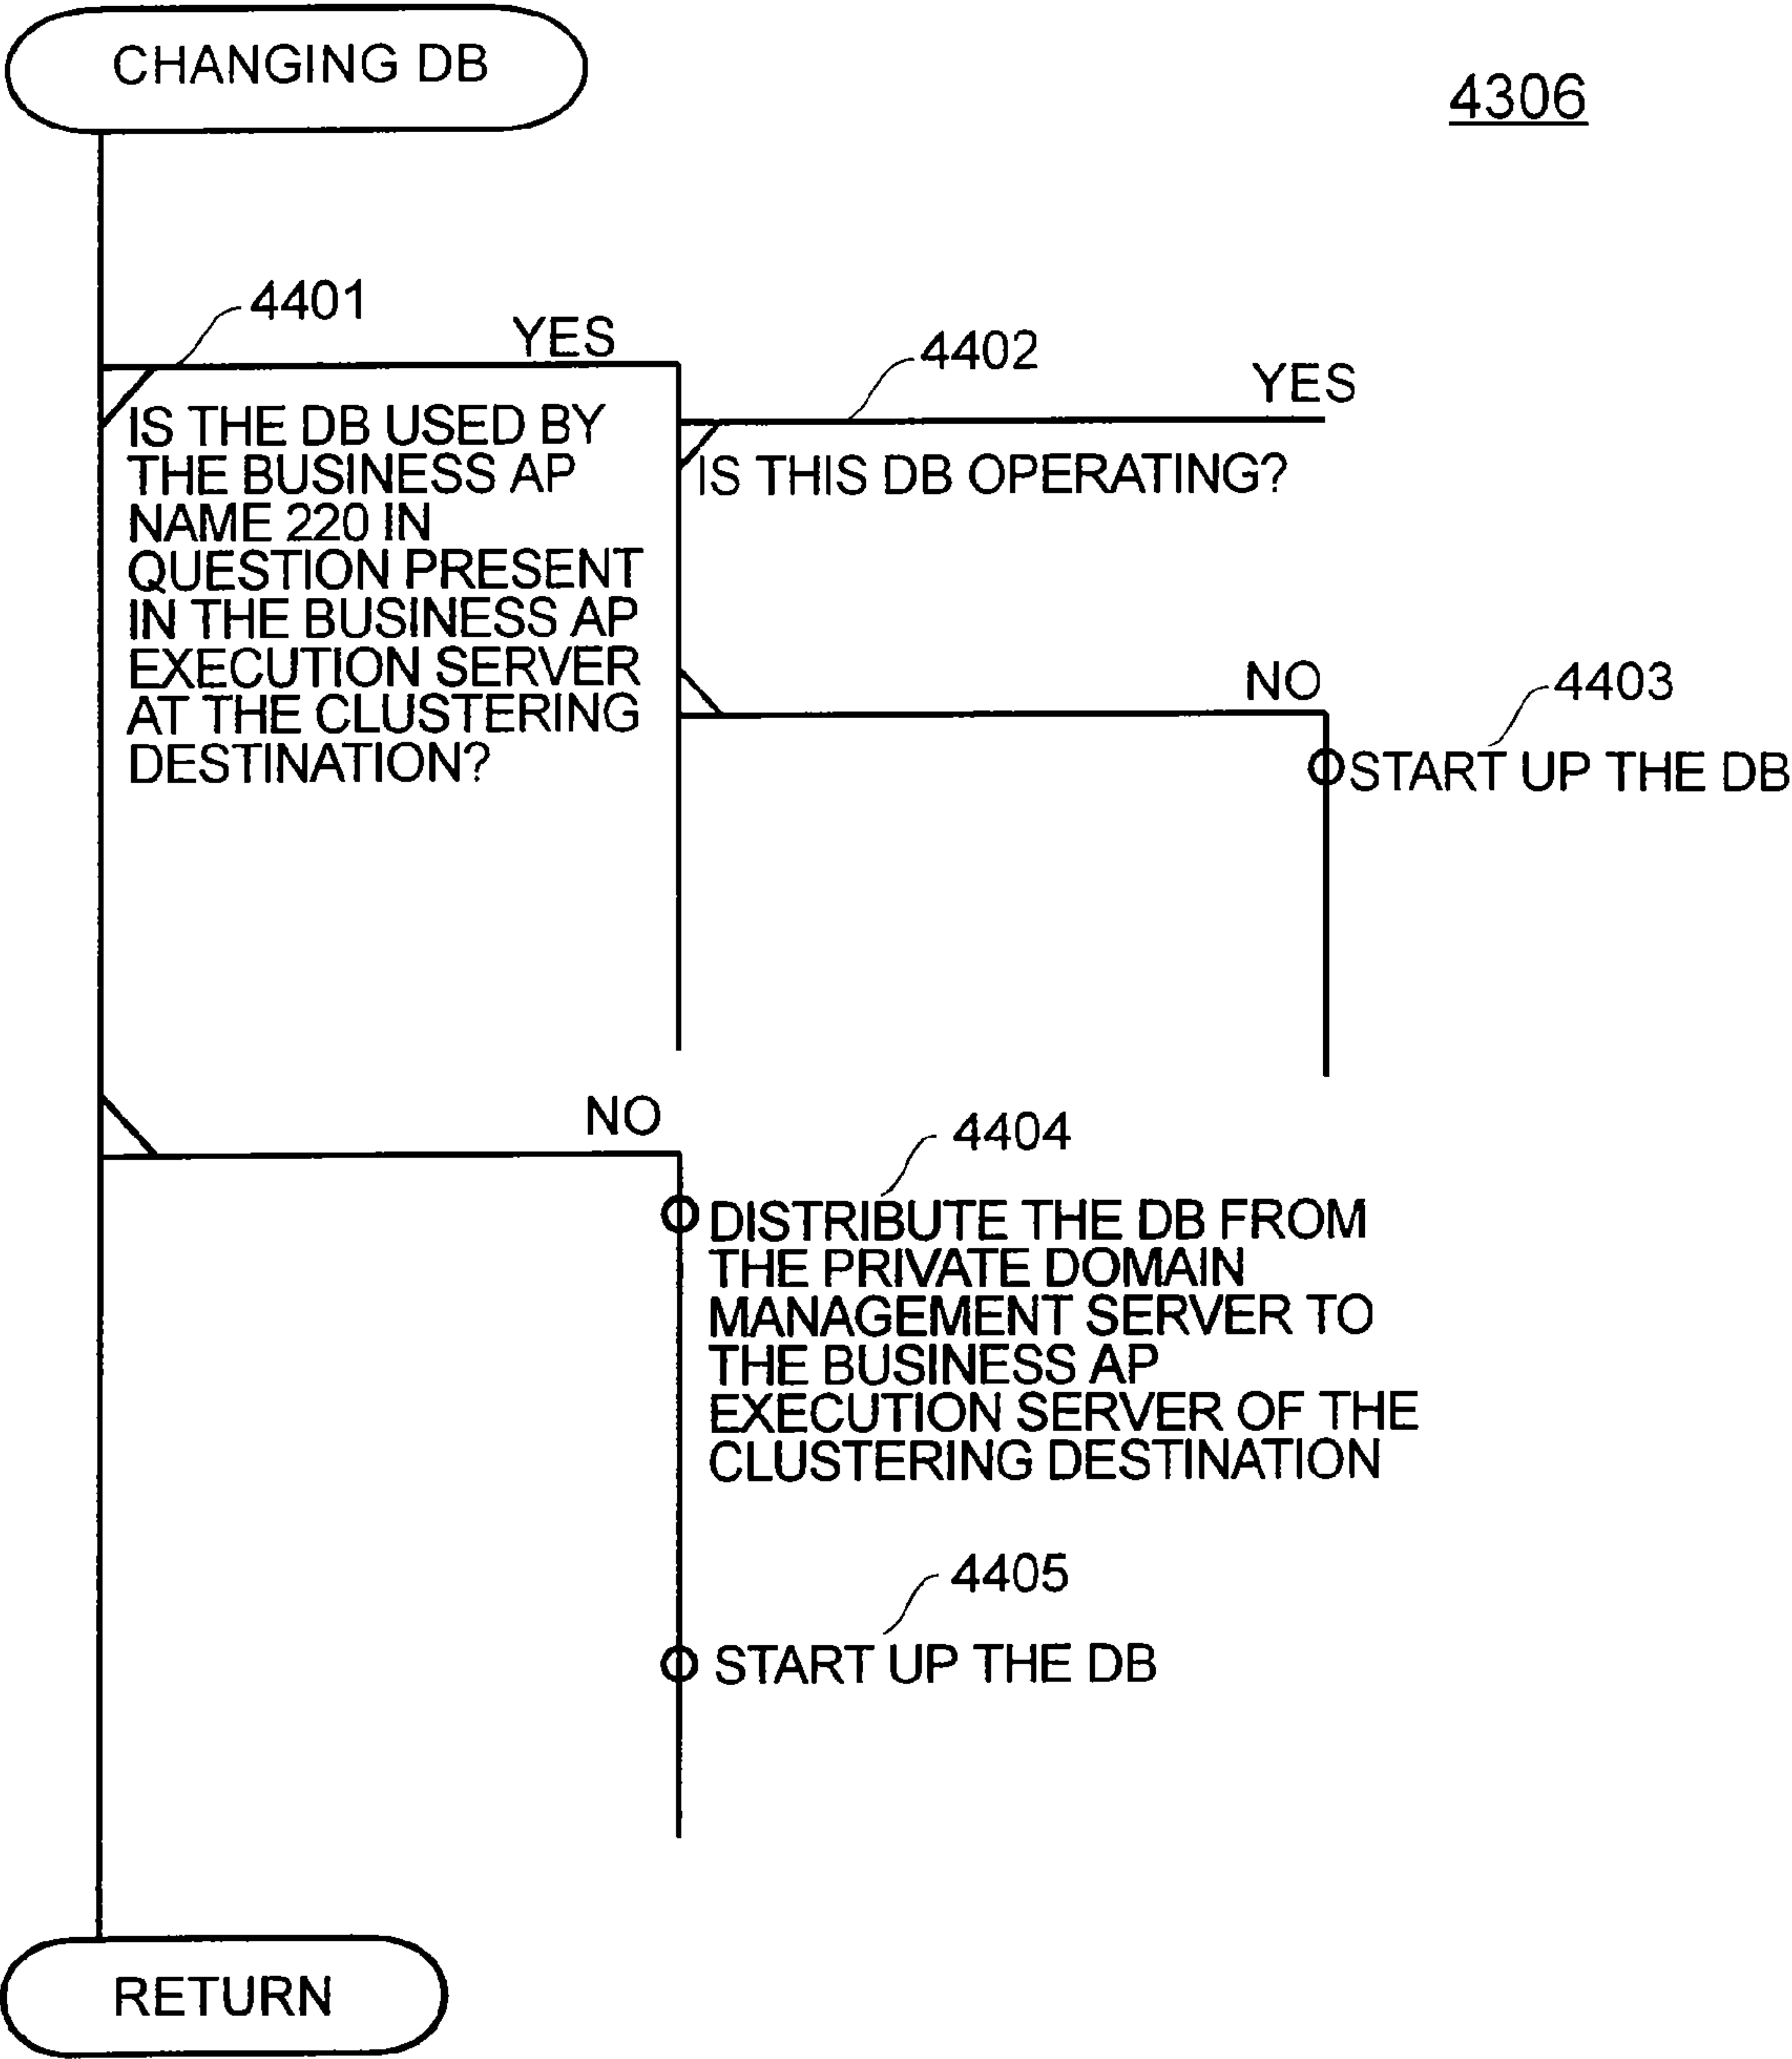 CHANGING DB
4306
4401
YES
IS THE DB USED BY
THE BUSINESS AP
NAME 220 IN
QUESTION PRESENT
IN THE BUSINESS AP
EXECUTION SERVER
AT THE CLUSTERING
DESTINATION?
4402
YES
IS THIS DB OPERATING?
NO
4403
START UP THE DB
NO
4404
DISTRIBUTE THE DB FROM
THE PRIVATE DOMAIN
MANAGEMENT SERVER TO
THE BUSINESS AP
EXECUTION SERVER OF THE
CLUSTERING DESTINATION
4405
START UP THE DB
RETURN